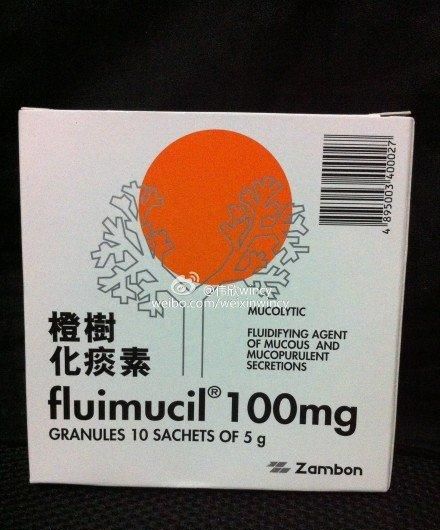 4 895003 400027
@伟欣wincy
weibo.com/weixinwincy
MUCOLYTIC
FLUIDIFYING AGENT
OF MUCOUS AND
MUCOPURULENT
SECRETIONS
橙樹
化痰素
fluimucil® 100mg
GRANULES 10 SACHETS OF 5 g
Zambon